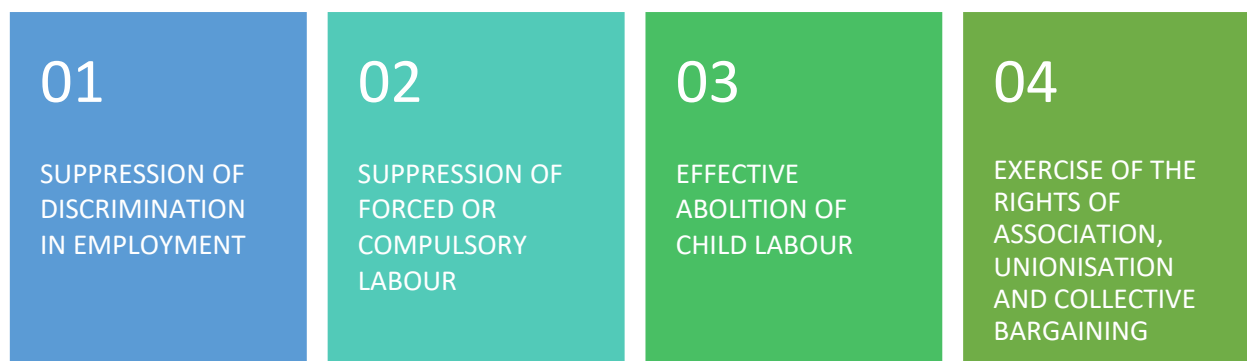 01
SUPPRESSION OF
DISCRIMINATION
IN EMPLOYMENT
02
SUPPRESSION OF
FORCED OR
COMPULSORY
LABOUR
03
EFFECTIVE
ABOLITION OF
CHILD LABOUR
04
EXERCISE OF THE
RIGHTS OF
ASSOCIATION,
UNIONISATION
AND COLLECTIVE
BARGAINING